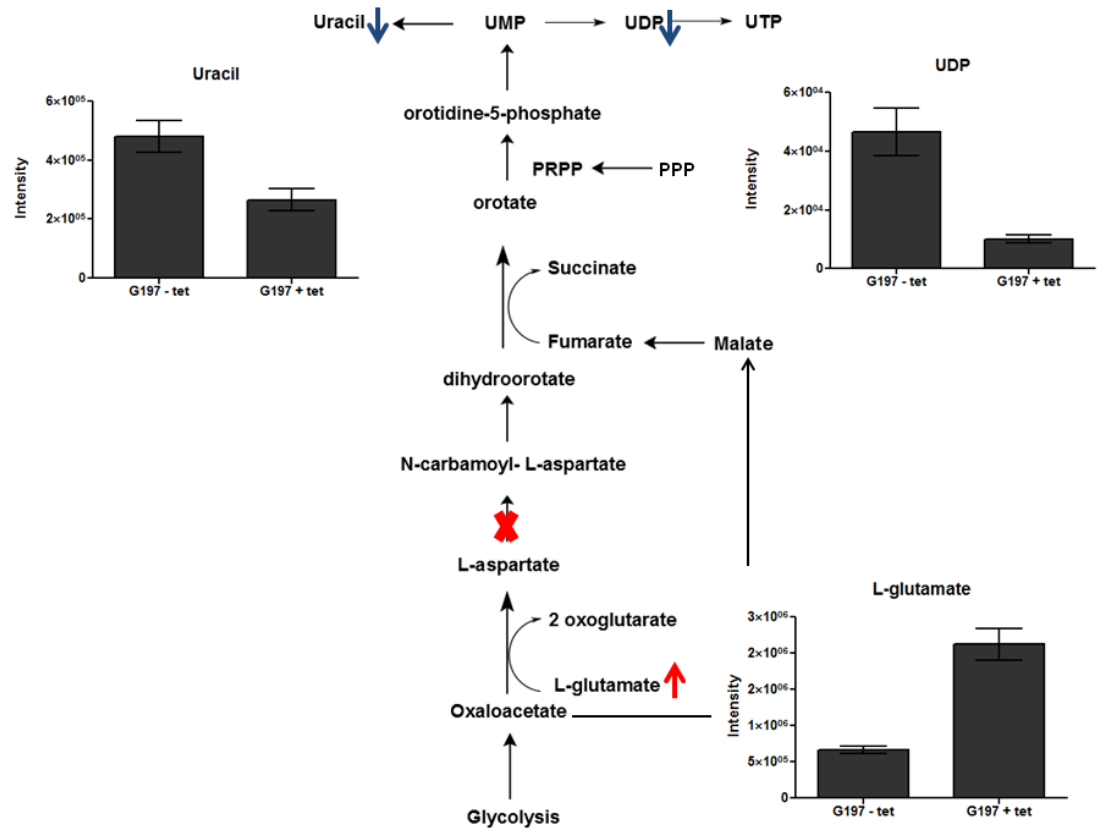 Uracil
UMP
UDP
UTP
Uracil
6×10⁰⁵
4×10⁰⁵
2×10⁰⁵
0
Intensity
G197 - tet
G197 + tet
UDP
6×10⁰⁴
4×10⁰⁴
2×10⁰⁴
0
Intensity
G197 - tet
G197 + tet
orotidine-5-phosphate
PRPP
PPP
orotate
Succinate
Fumarate
Malate
dihydroorotate
N-carbamoyl- L-aspartate
L-aspartate
2 oxoglutarate
L-glutamate
Oxaloacetate
Glycolysis
L-glutamate
3×10⁰⁶
2×10⁰⁶
2×10⁰⁶
1×10⁰⁶
5×10⁰⁵
0
Intensity
G197 - tet
G197 + tet